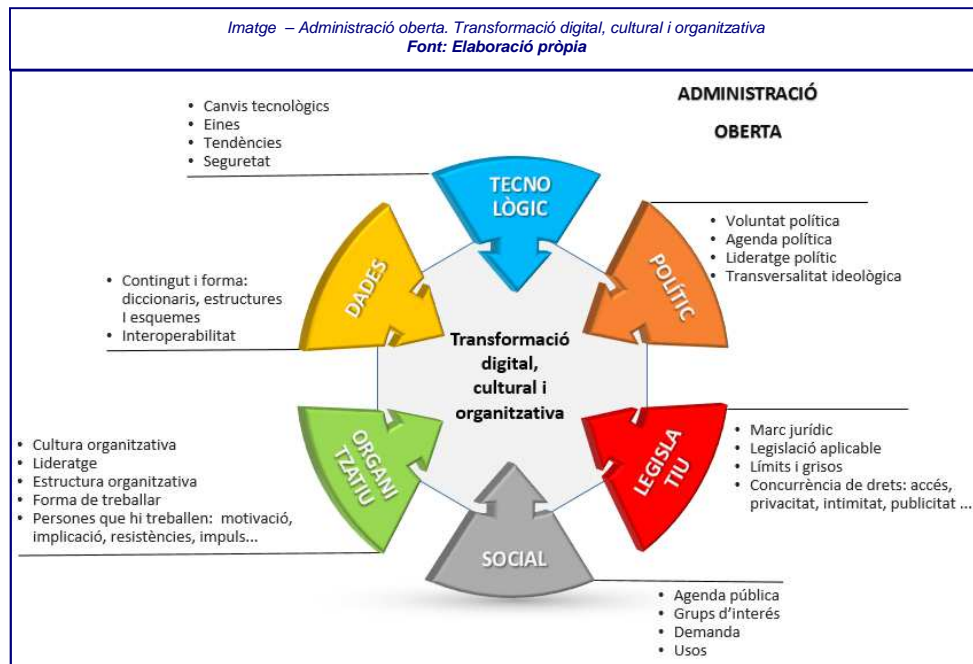 Imatge – Administració oberta. Transformació digital, cultural i organitzativa
Font: Elaboració pròpia
ADMINISTRACIÓ
OBERTA
• Canvis tecnològics
• Eines
• Tendències
• Seguretat
TECNO
LÒGIC
• Voluntat política
• Agenda política
• Lideratge polític
• Transversalitat ideològica
POLÍTIC
DADES
• Contingut i forma:
diccionaris, estructures
I esquemes
• Interoperabilitat
Transformació
digital,
cultural i
organitzativa
• Marc jurídic
• Legislació aplicable
• Límits i grisos
• Concurrència de drets: accés,
privacitat, intimitat, publicitat ...
LEGISLA
TIU
ORGANI
TZATIU
• Cultura organitzativa
• Lideratge
• Estructura organitzativa
• Forma de treballar
• Persones que hi treballen: motivació,
implicació, resistències, impuls...
SOCIAL
• Agenda pública
• Grups d'interés
• Demanda
• Usos